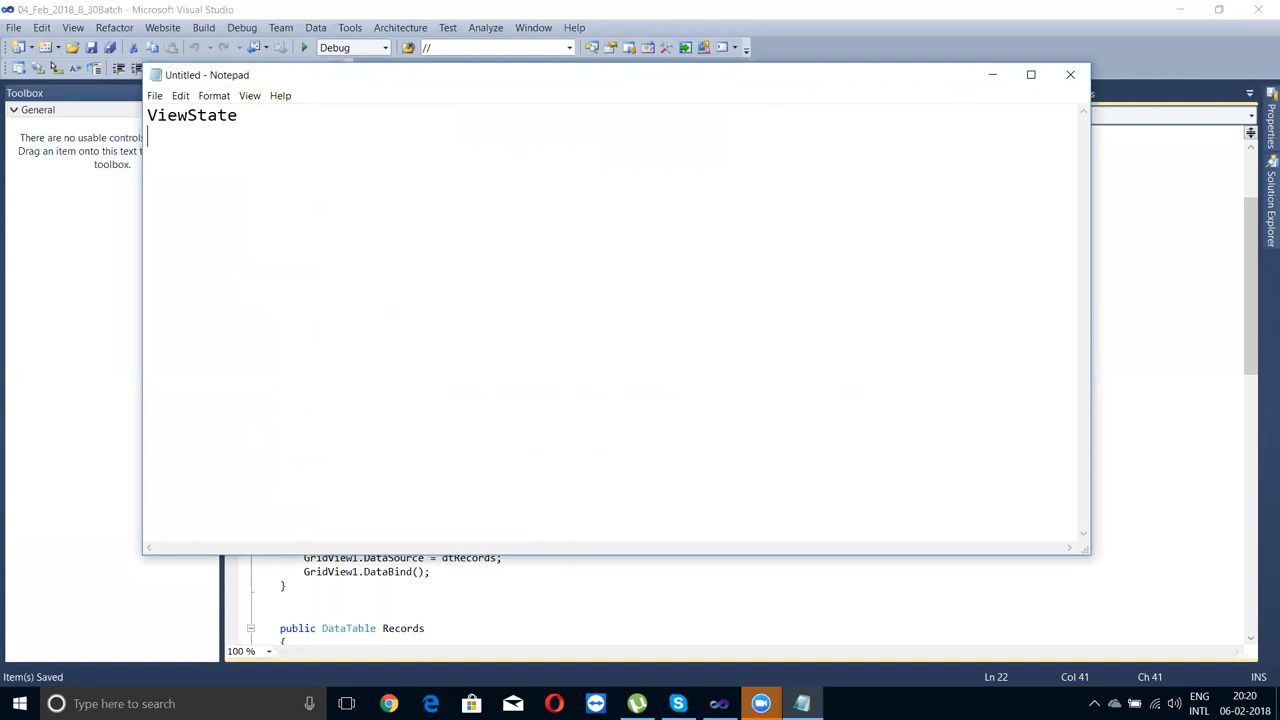 04_Feb_2018_8_30Batch - Microsoft Visual Studio
File Edit View Refactor Website Build Debug Team Data Tools Architecture Test Analyze Window Help
Debug //
Untitled - Notepad
Toolbox
File Edit Format View Help
General
ViewState
There are no usable controls
Drag an item onto this text t
toolbox.
Properties
Solution Explorer
GridView1.DataSource = dtRecords;
GridView1.DataBind();
}
public DataTable Records
{
100 %
Item(s) Saved Ln 22 Col 41 Ch 41 INS
Type here to search
ENG 20:20
INTL 06-02-2018